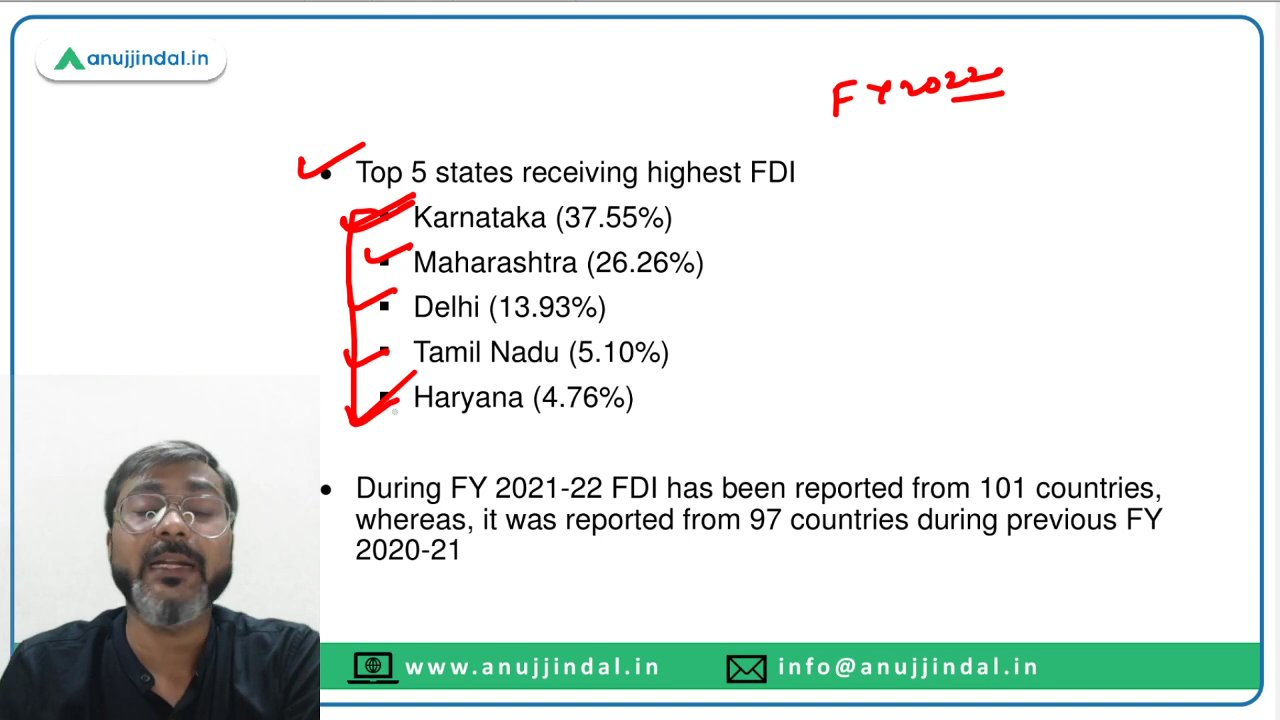 anujjindal.in
FY2022
Top 5 states receiving highest FDI
Karnataka (37.55%)
Maharashtra (26.26%)
Delhi (13.93%)
Tamil Nadu (5.10%)
Haryana (4.76%)
During FY 2021-22 FDI has been reported from 101 countries,
whereas, it was reported from 97 countries during previous FY
2020-21
www.anujjindal.in
info@anujjindal.in